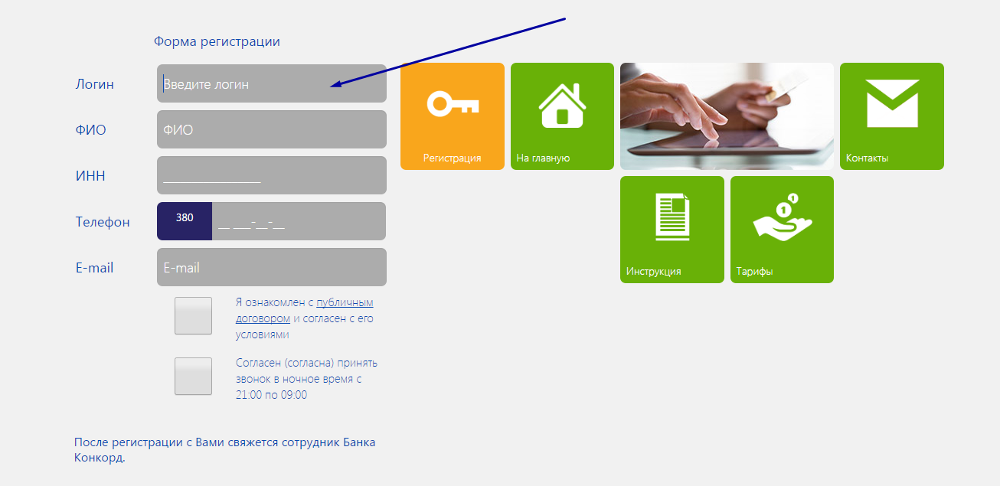 Форма регистрации
Логин
Введите логин
ФИО
ФИО
ИНН
________________
Телефон
380
__ ___-__-__
E-mail
E-mail
Я ознакомлен с публичным
договором и согласен с его
условиями
Согласен (согласна) принять
звонок в ночное время с
21:00 по 09:00
После регистрации с Вами свяжется сотрудник Банка
Конкорд.
Регистрация
На главную
Контакты
Инструкция
1
1
Тарифы